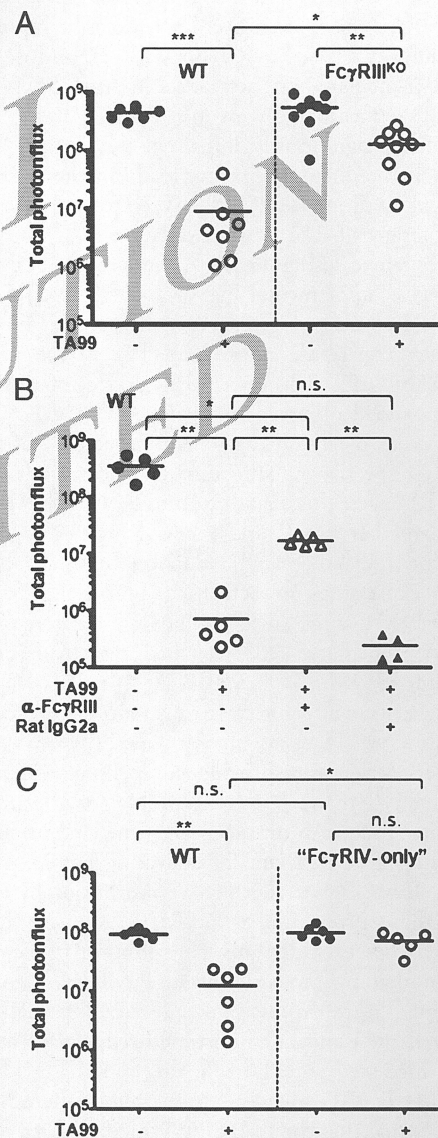 A
*
***
**
WT
FcγRIII^KO
Total photonflux
10^9
10^8
10^7
10^6
10^5
TA99
- + - +
B
n.s.
WT
*
** ** **
Total photonflux
10^9
10^8
10^7
10^6
10^5
TA99 - + + +
α-FcγRIII - - + -
Rat IgG2a - - - +
C
*
n.s.
n.s.
**
WT
"FcγRIV-only"
Total photonflux
10^9
10^8
10^7
10^6
10^5
TA99 - + - +
UTION
ITED